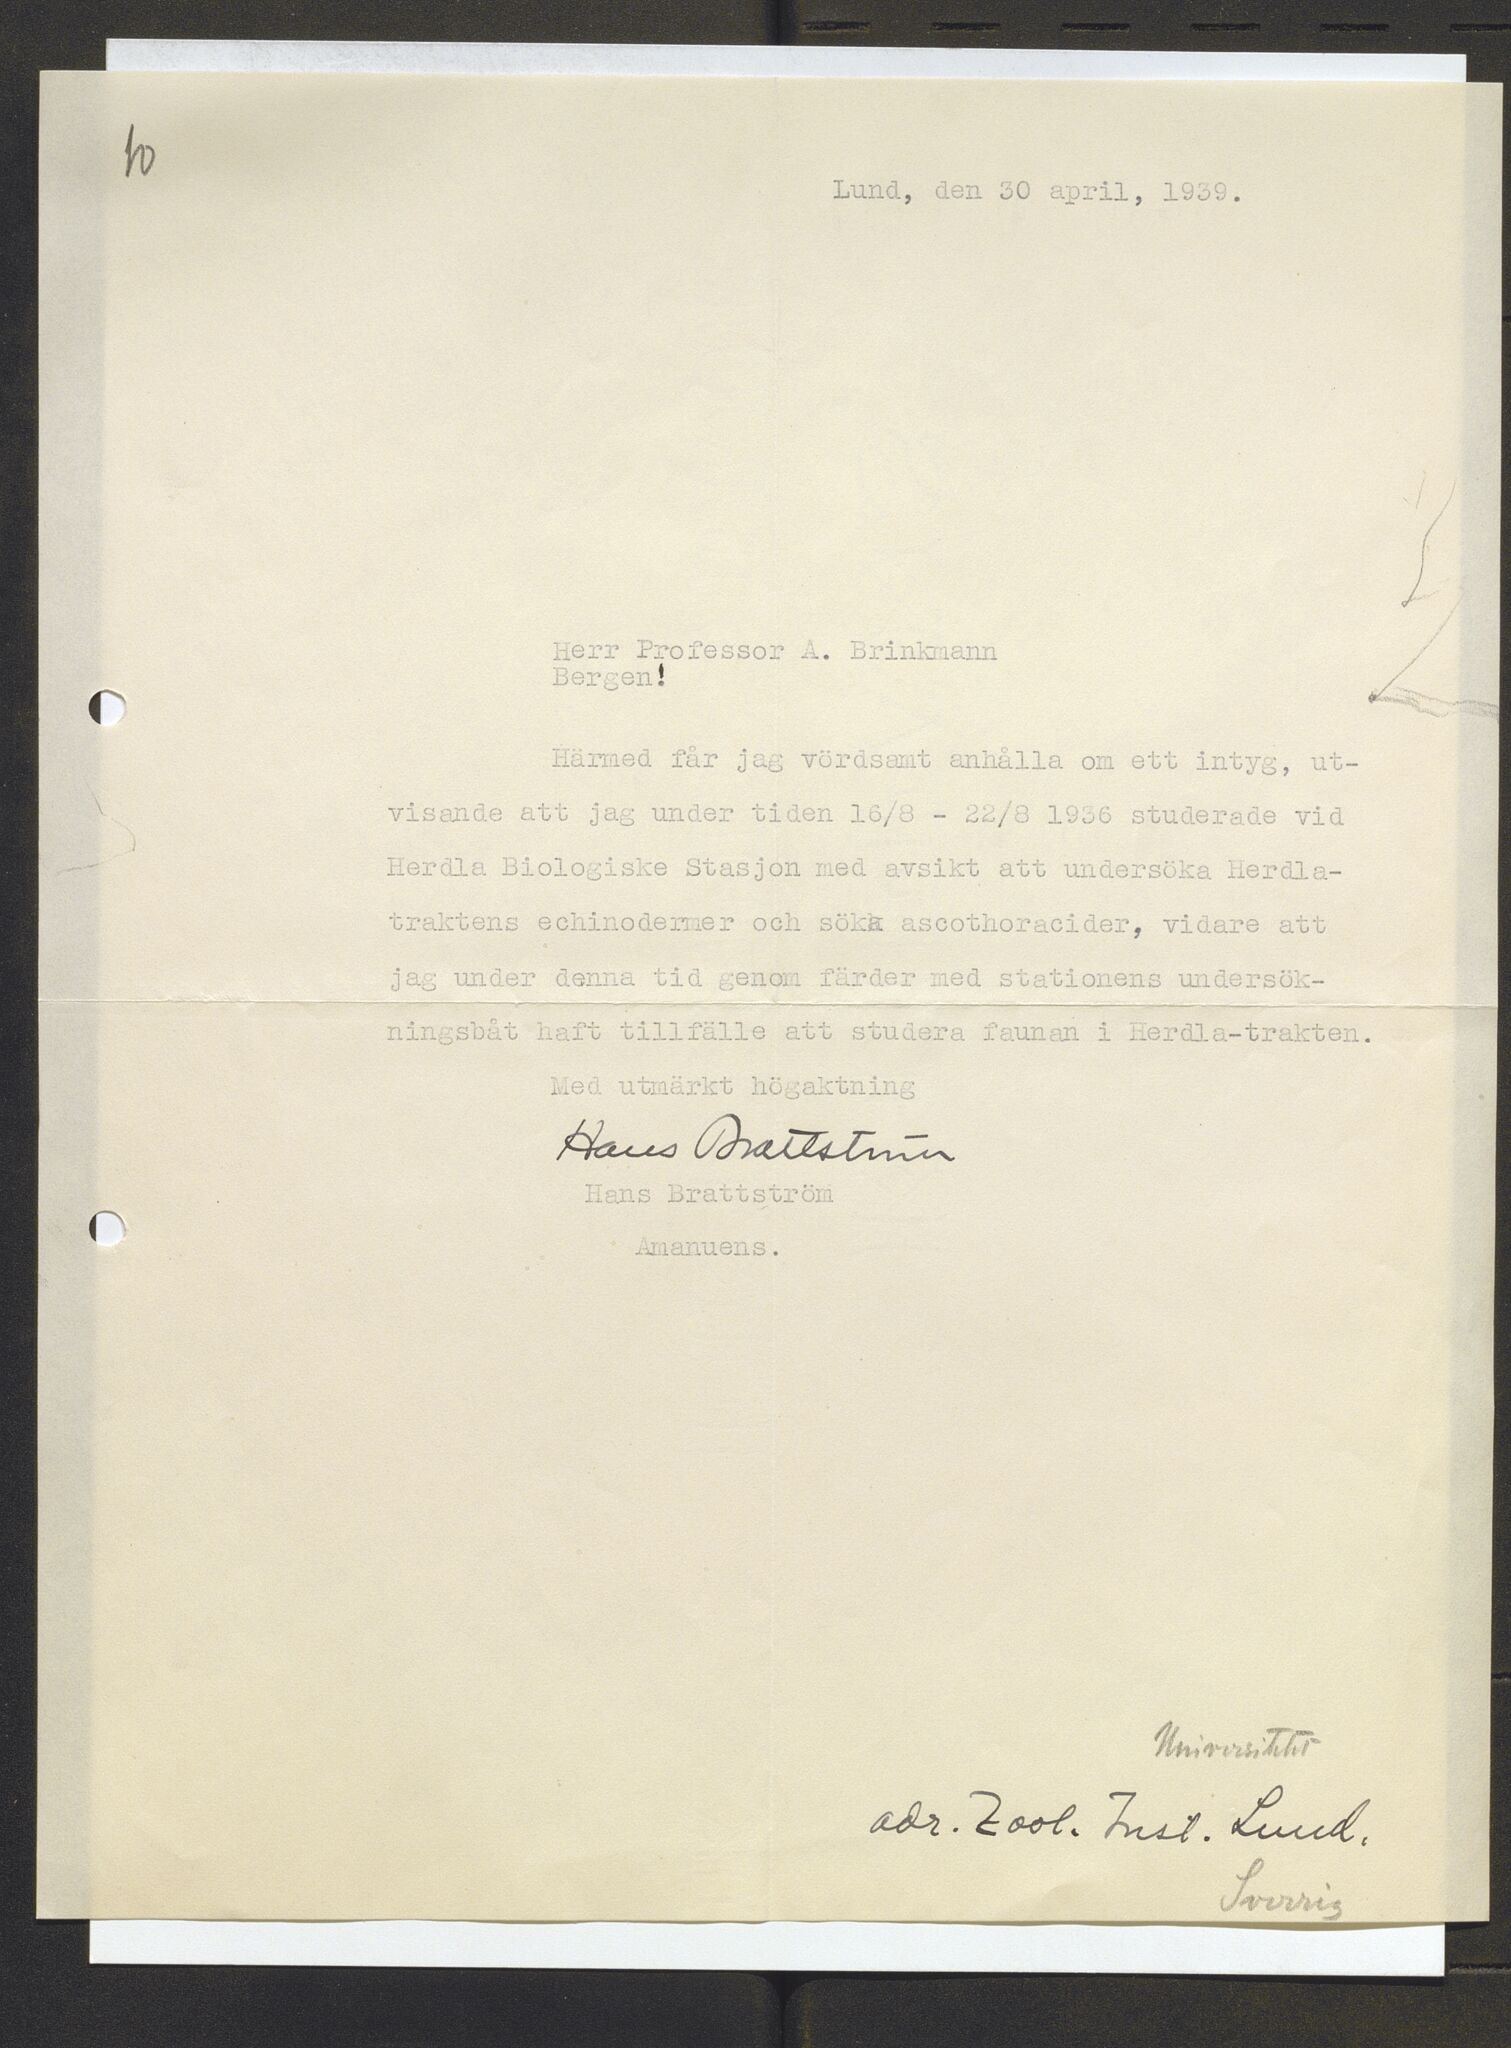 10
Lund, den 30 april, 1939.
Herr Professor A. Brinkmann
Bergen!
Härmed får jag vördsamt anhålla om ett intyg, ut-
visande att jag under tiden 16/8 - 22/8 1936 studerade vid
Herdla Biologiske Stasjon med avsikt att undersöka Herdla-
traktens echinodermer och söka ascothoracider, vidare att
jag under denna tid genom färder med stationens undersök-
ningsbåt haft tillfälle att studera faunan i Herdla-trakten.
Med utmärkt högaktning
Hans Brattström
Hans Brattström
Amanuens.
Universitetet
adr. Zool. Inst. Lund.
Sverrig